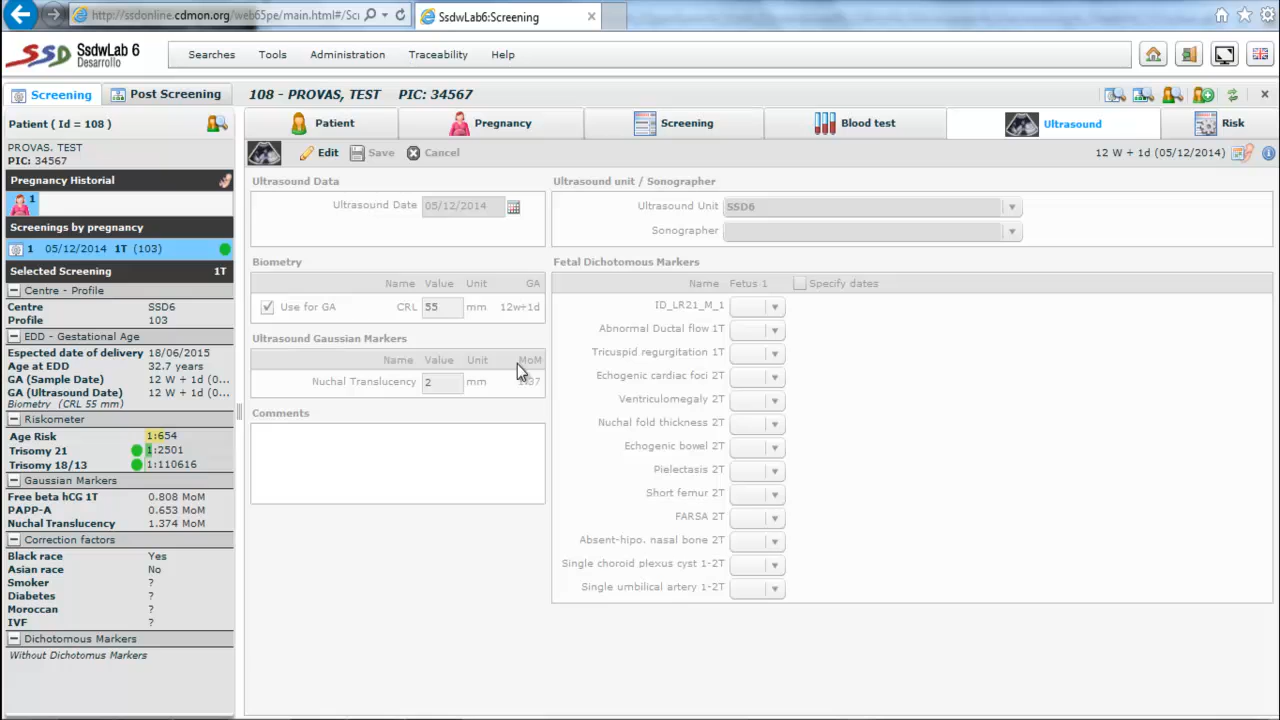 http://ssdonline.cdmon.org/web65pe/main.html#/Scr
SsdwLab6:Screening
SSD SsdwLab 6
Desarrollo
Searches Tools Administration Traceability Help
Screening Post Screening 108 - PROVAS, TEST PIC: 34567
Patient ( Id = 108 )
PROVAS. TEST
PIC: 34567
Pregnancy Historial
1
Screenings by pregnancy
1 05/12/2014 1T (103)
Selected Screening 1T
Centre - Profile
Centre SSD6
Profile 103
EDD - Gestational Age
Expected date of delivery 18/06/2015
Age at EDD 32.7 years
GA (Sample Date) 12 W + 1d (0...
GA (Ultrasound Date) 12 W + 1d (0...
Biometry (CRL 55 mm)
Riskometer
Age Risk 1:654
Trisomy 21 1:2501
Trisomy 18/13 1:110616
Gaussian Markers
Free beta hCG 1T 0.808 MoM
PAPP-A 0.653 MoM
Nuchal Translucency 1.374 MoM
Correction factors
Black race Yes
Asian race No
Smoker ?
Diabetes ?
Moroccan ?
IVF ?
Dichotomous Markers
Without Dichotomus Markers
Patient Pregnancy Screening Blood test Ultrasound Risk
Edit Save Cancel 12 W + 1d (05/12/2014)
Ultrasound Data
Ultrasound Date 05/12/2014
Ultrasound unit / Sonographer
Ultrasound Unit SSD6
Sonographer
Biometry
Name Value Unit GA
Use for GA CRL 55 mm 12w+1d
Ultrasound Gaussian Markers
Name Value Unit MoM
Nuchal Translucency 2 mm
Comments
Fetal Dichotomous Markers
Name Fetus 1 Specify dates
ID_LR21_M_1
Abnormal Ductal flow 1T
Tricuspid regurgitation 1T
Echogenic cardiac foci 2T
Ventriculomegaly 2T
Nuchal fold thickness 2T
Echogenic bowel 2T
Pielectasis 2T
Short femur 2T
FARSA 2T
Absent-hipo. nasal bone 2T
Single choroid plexus cyst 1-2T
Single umbilical artery 1-2T